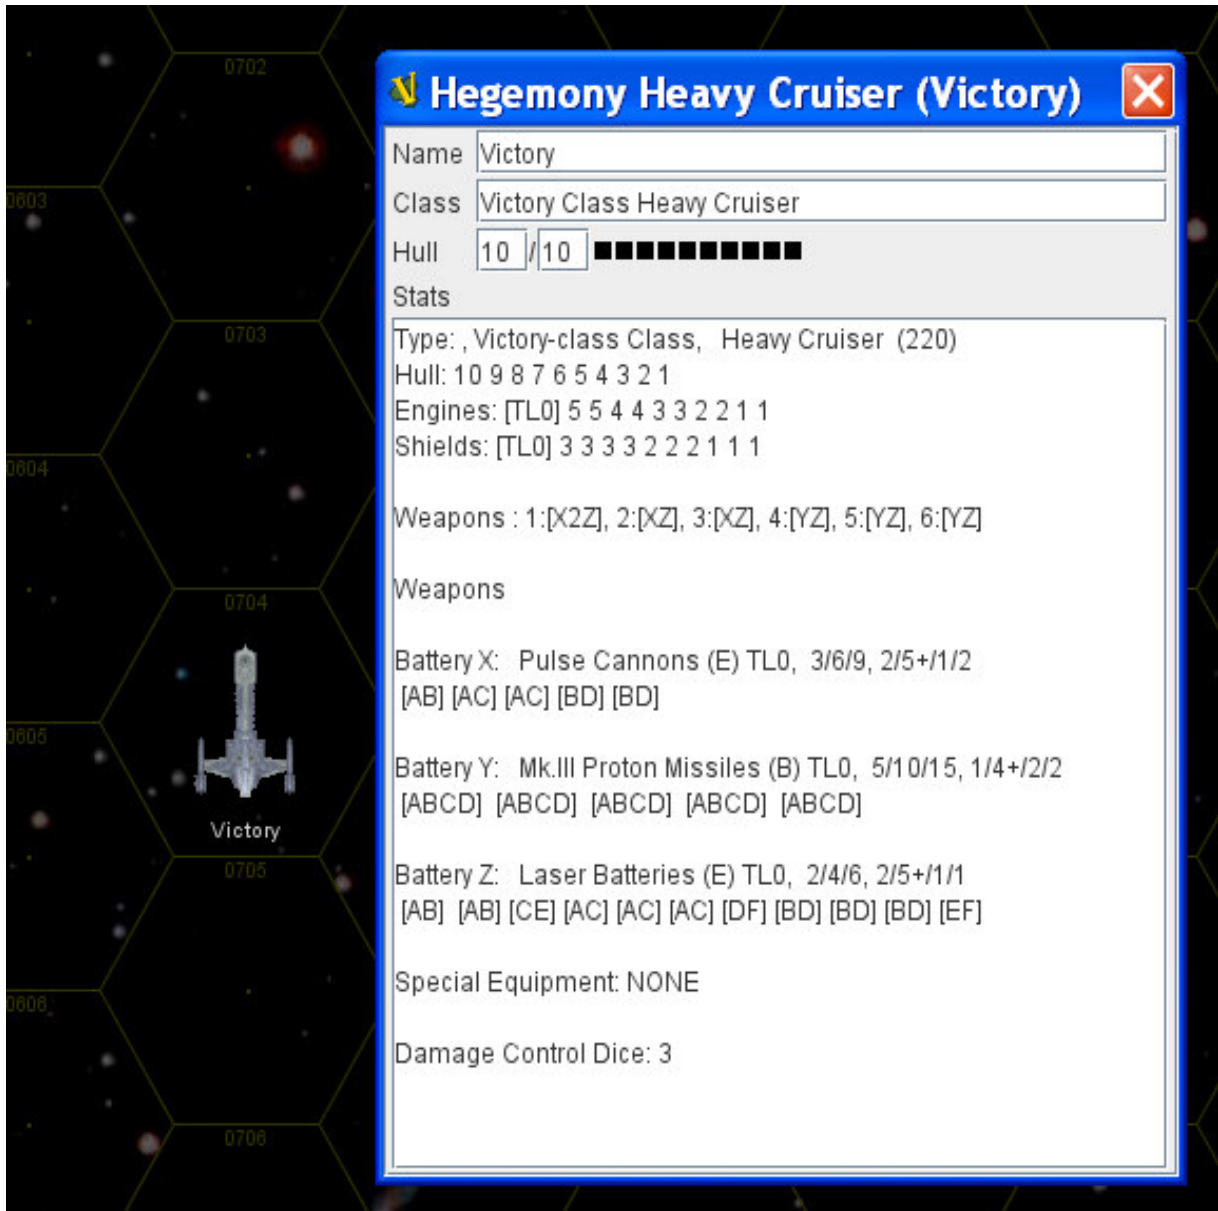 0702
Hegemony Heavy Cruiser (Victory)
Name Victory
Class Victory Class Heavy Cruiser
Hull 10 / 10
Stats
Type: , Victory-class Class, Heavy Cruiser (220)
Hull: 10 9 8 7 6 5 4 3 2 1
Engines: [TL0] 5 5 4 4 3 3 2 2 1 1
Shields: [TL0] 3 3 3 3 2 2 2 1 1 1
Weapons : 1:[X2Z], 2:[XZ], 3:[XZ], 4:[YZ], 5:[YZ], 6:[YZ]
Weapons
Battery X: Pulse Cannons (E) TL0, 3/6/9, 2/5+/1/2
[AB] [AC] [AC] [BD] [BD]
Battery Y: Mk.III Proton Missiles (B) TL0, 5/10/15, 1/4+/2/2
[ABCD] [ABCD] [ABCD] [ABCD] [ABCD]
Battery Z: Laser Batteries (E) TL0, 2/4/6, 2/5+/1/1
[AB] [AB] [CE] [AC] [AC] [AC] [DF] [BD] [BD] [BD] [EF]
Special Equipment: NONE
Damage Control Dice: 3
0603
0703
0604
0704
0605
Victory
0705
0606
0706